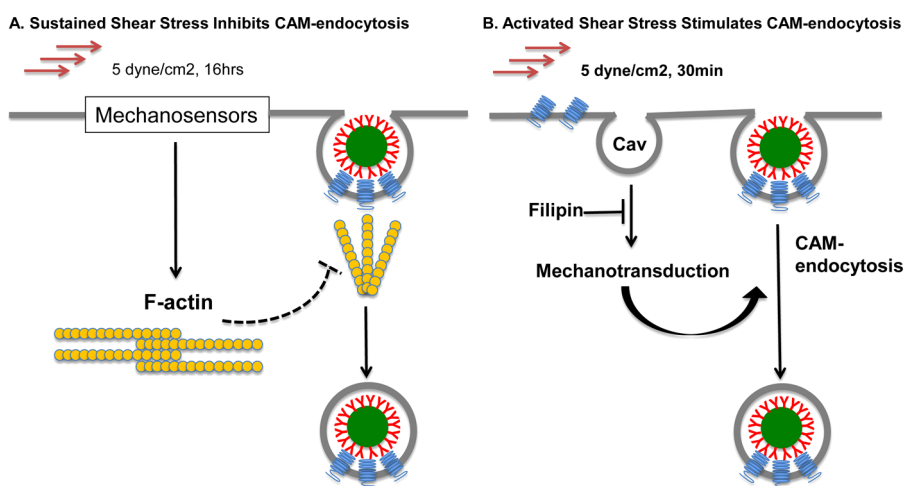 A. Sustained Shear Stress Inhibits CAM-endocytosis
5 dyne/cm2, 16hrs
Mechanosensors
F-actin
B. Activated Shear Stress Stimulates CAM-endocytosis
5 dyne/cm2, 30min
Cav
Filipin
Mechanotransduction
CAM-
endocytosis